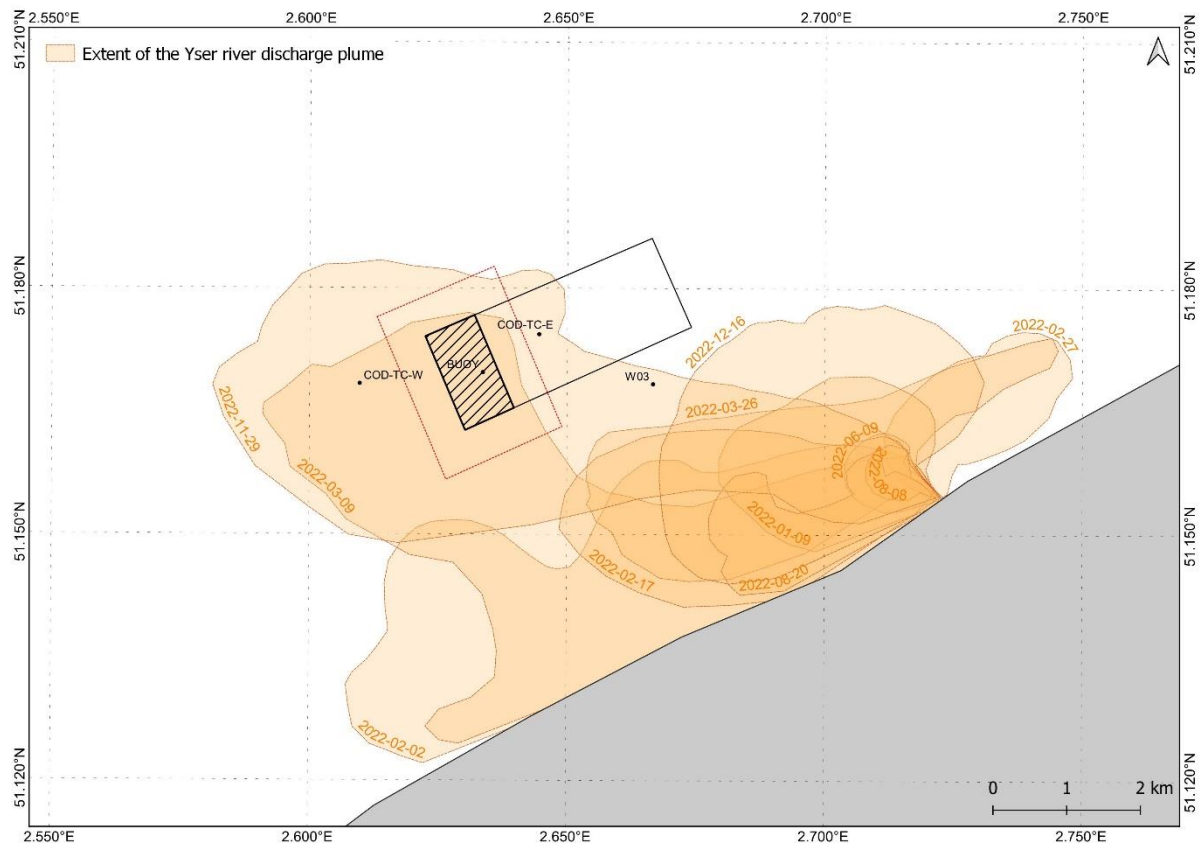 2.550°E 2.600°E 2.650°E 2.700°E 2.750°E
51.210°N 51.210°N
Extent of the Yser river discharge plume
51.180°N 51.180°N
COD-TC-E
2022-12-16
2022-02-27
BUOY
COD-TC-W
W03
2022-11-29
2022-03-26
2022-06-09
2022-08-08
2022-03-09
2022-01-09
51.150°N 51.150°N
2022-02-17
2022-08-20
2022-02-02
51.120°N 51.120°N
0 1 2 km
2.550°E 2.600°E 2.650°E 2.700°E 2.750°E